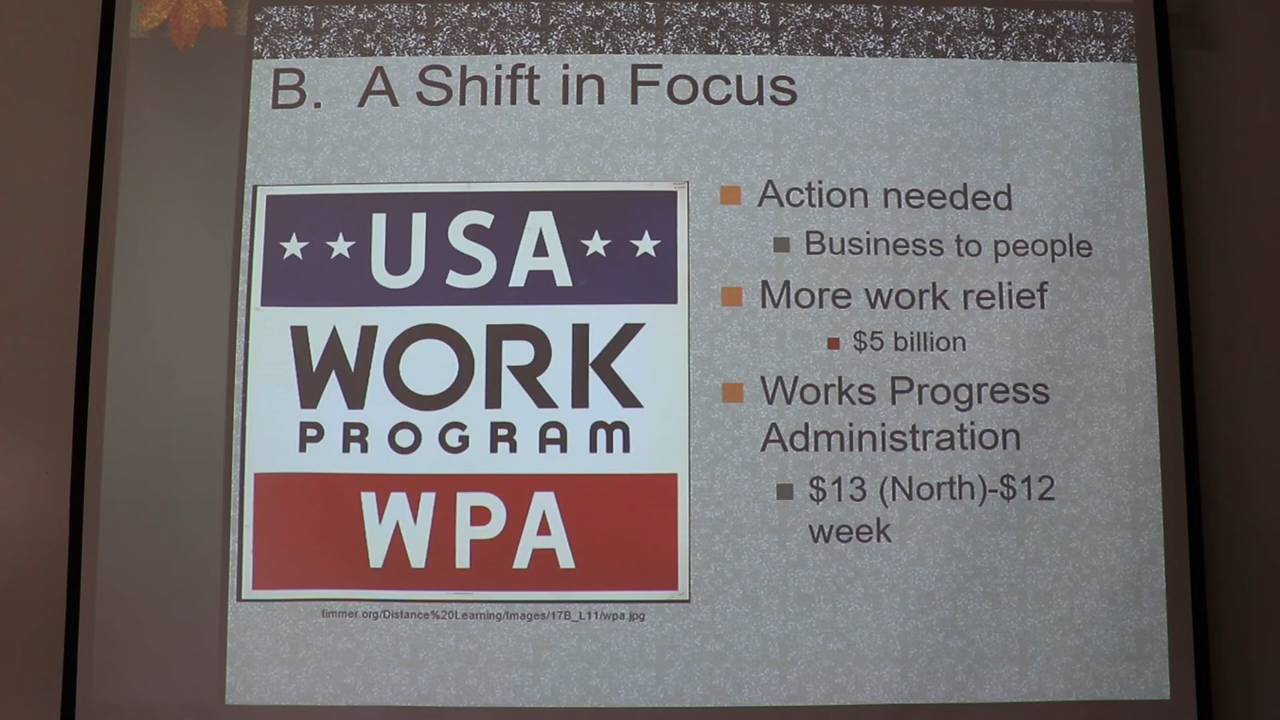 B. A Shift in Focus
USA
WORK
PROGRAM
WPA
timmer.org/Distance%20Learning/Images/17B_L11/wpa.jpg
Action needed
Business to people
More work relief
$5 billion
Works Progress
Administration
$13 (North)-$12
week